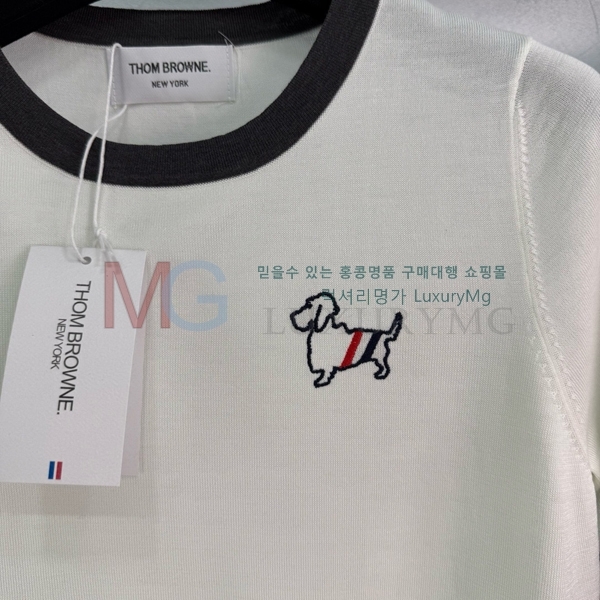 THOM BROWNE.
NEW YORK
THOM BROWNE.
NEW YORK
MG
믿을수 있는 홍콩명품 구매대행 쇼핑몰
럭셔리명가 LuxuryMg
LUXURYMG